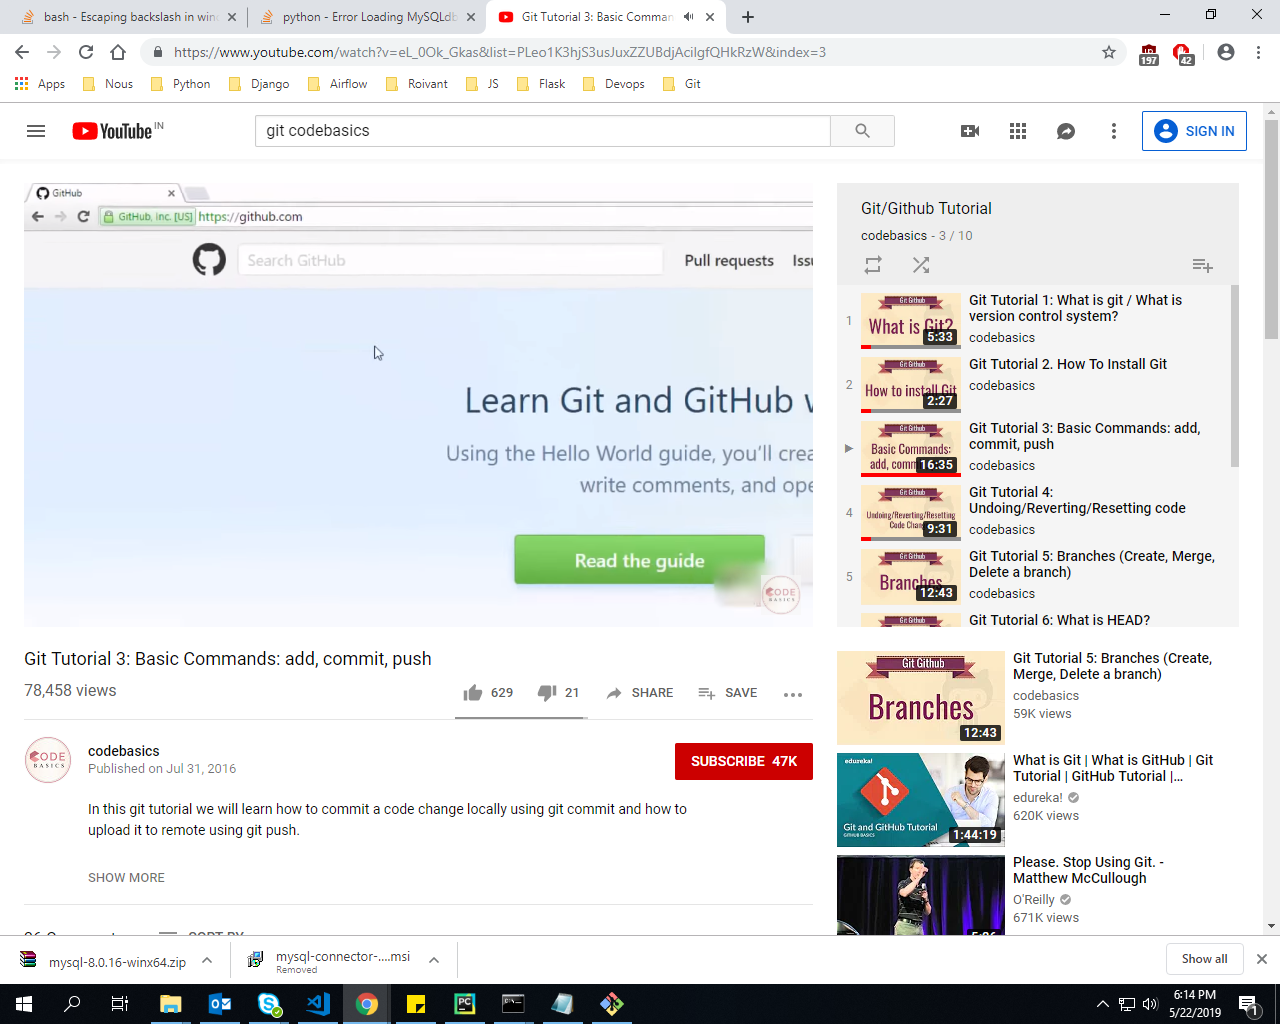 bash - Escaping backslash in win
python - Error Loading MySQLdb
Git Tutorial 3: Basic Comman
https://www.youtube.com/watch?v=eL_0Ok_Gkas&list=PLeo1K3hjS3usJuxZZUBdjAcilgfQHkRzW&index=3
197
42
Apps
Nous
Python
Django
Airflow
Roivant
JS
Flask
Devops
Git
YouTube IN
git codebasics
SIGN IN
GitHub
GitHub, Inc. [US] https://github.com
Search GitHub
Pull requests
Issu
Learn Git and GitHub w
Using the Hello World guide, you'll crea
write comments, and ope
Read the guide
CODE
BASICS
Git/Github Tutorial
codebasics - 3 / 10
1
Git Github
What is Git?
5:33
Git Tutorial 1: What is git / What is
version control system?
codebasics
2
Git Github
How to install Git
2:27
Git Tutorial 2. How To Install Git
codebasics
Git Github
Basic Commands:
add, comm
16:35
Git Tutorial 3: Basic Commands: add,
commit, push
codebasics
4
Git Github
Undoing/Reverting/Resetting
Code Chang
9:31
Git Tutorial 4:
Undoing/Reverting/Resetting code
codebasics
5
Git Github
Branches
12:43
Git Tutorial 5: Branches (Create, Merge,
Delete a branch)
codebasics
Git Github
Git Tutorial 6: What is HEAD?
Git Tutorial 3: Basic Commands: add, commit, push
78,458 views
629
21
SHARE
SAVE
CODE
BASICS
codebasics
Published on Jul 31, 2016
SUBSCRIBE 47K
In this git tutorial we will learn how to commit a code change locally using git commit and how to
upload it to remote using git push.
SHOW MORE
SORT BY
Git Github
Branches
12:43
Git Tutorial 5: Branches (Create,
Merge, Delete a branch)
codebasics
59K views
edureka!
Git and GitHub Tutorial
GITHUB BASICS
1:44:19
What is Git | What is GitHub | Git
Tutorial | GitHub Tutorial |...
edureka!
620K views
Please. Stop Using Git. -
Matthew McCullough
O'Reilly
671K views
mysql-8.0.16-winx64.zip
mysql-connector-....msi
Removed
Show all
6:14 PM
5/22/2019
1